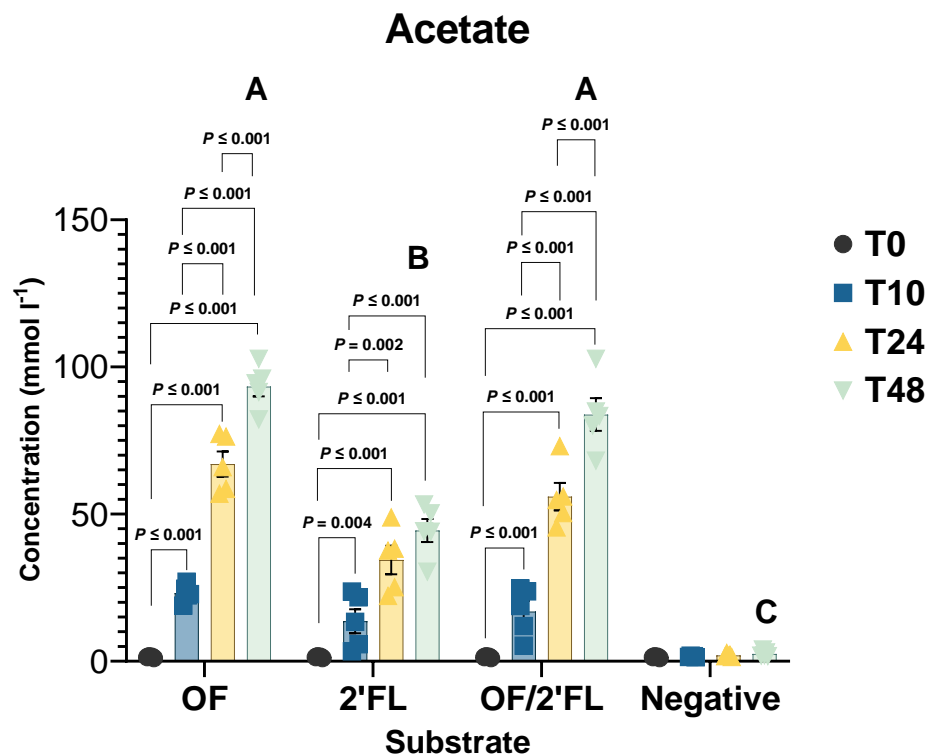 Acetate
A
A
P ≤ 0.001
P ≤ 0.001
P ≤ 0.001
P ≤ 0.001
150
T0
P ≤ 0.001
P ≤ 0.001
B
T10
P ≤ 0.001
P ≤ 0.001
P ≤ 0.001
T24
P = 0.002
100
T48
P ≤ 0.001
P ≤ 0.001
P ≤ 0.001
P ≤ 0.001
50
P ≤ 0.001
P = 0.004
P ≤ 0.001
C
0
Concentration (mmol l-1)
OF
2'FL
OF/2'FL
Negative
Substrate